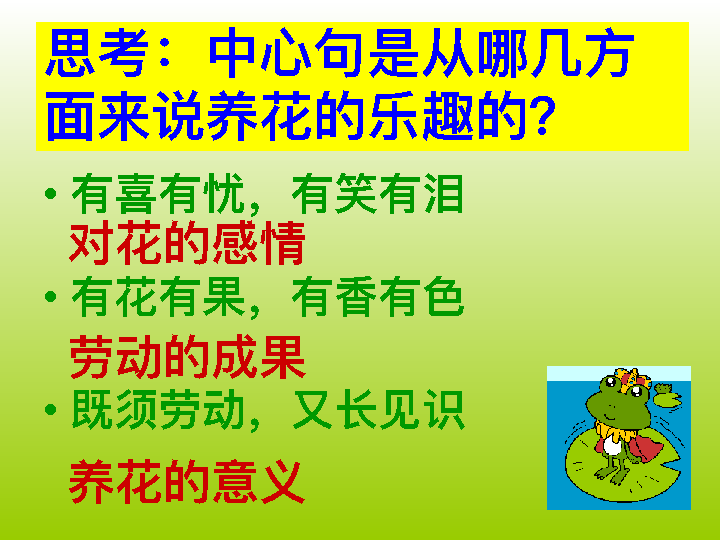 思考：中心句是从哪几方
面来说养花的乐趣的？
• 有喜有忧，有笑有泪
对花的感情
• 有花有果，有香有色
劳动的成果
• 既须劳动，又长见识
养花的意义